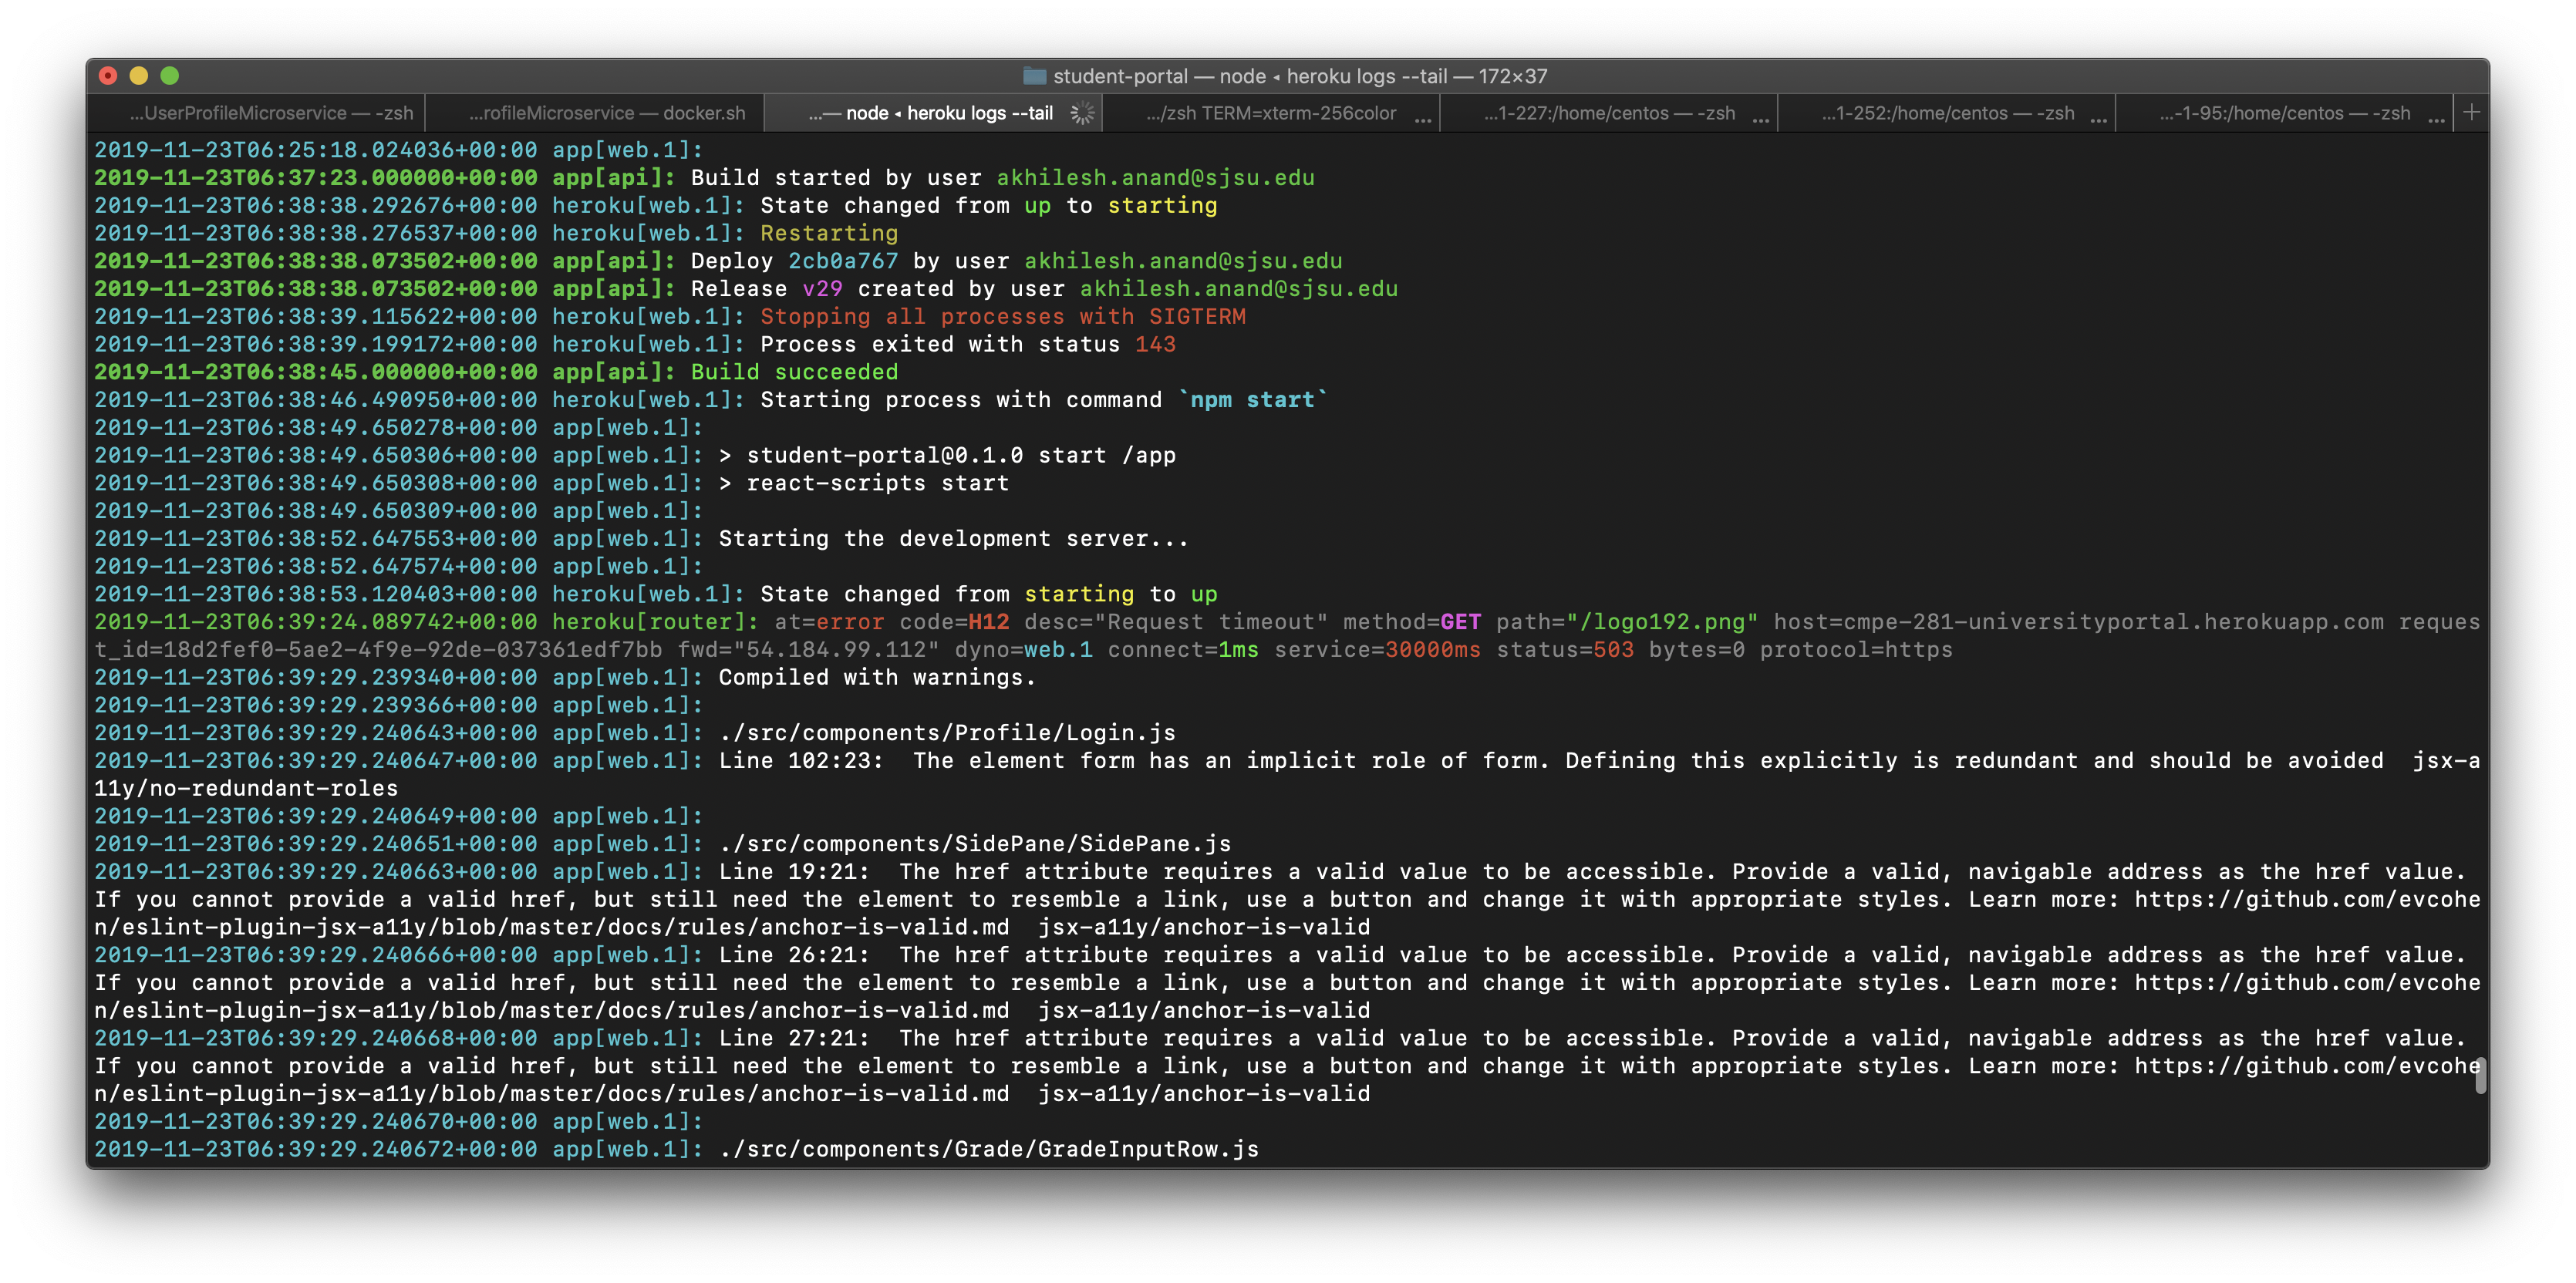 student-portal — node ◂ heroku logs --tail — 172×37
...UserProfileMicroservice — -zsh ...rofileMicroservice — docker.sh ...— node ◂ heroku logs --tail .../zsh TERM=xterm-256color ... ...1-227:/home/centos — -zsh ... ...1-252:/home/centos — -zsh ... ...-1-95:/home/centos — -zsh ... +
2019-11-23T06:25:18.024036+00:00 app[web.1]:
2019-11-23T06:37:23.000000+00:00 app[api]: Build started by user akhilesh.anand@sjsu.edu
2019-11-23T06:38:38.292676+00:00 heroku[web.1]: State changed from up to starting
2019-11-23T06:38:38.276537+00:00 heroku[web.1]: Restarting
2019-11-23T06:38:38.073502+00:00 app[api]: Deploy 2cb0a767 by user akhilesh.anand@sjsu.edu
2019-11-23T06:38:38.073502+00:00 app[api]: Release v29 created by user akhilesh.anand@sjsu.edu
2019-11-23T06:38:39.115622+00:00 heroku[web.1]: Stopping all processes with SIGTERM
2019-11-23T06:38:39.199172+00:00 heroku[web.1]: Process exited with status 143
2019-11-23T06:38:45.000000+00:00 app[api]: Build succeeded
2019-11-23T06:38:46.490950+00:00 heroku[web.1]: Starting process with command `npm start`
2019-11-23T06:38:49.650278+00:00 app[web.1]:
2019-11-23T06:38:49.650306+00:00 app[web.1]: > student-portal@0.1.0 start /app
2019-11-23T06:38:49.650308+00:00 app[web.1]: > react-scripts start
2019-11-23T06:38:49.650309+00:00 app[web.1]:
2019-11-23T06:38:52.647553+00:00 app[web.1]: Starting the development server...
2019-11-23T06:38:52.647574+00:00 app[web.1]:
2019-11-23T06:38:53.120403+00:00 heroku[web.1]: State changed from starting to up
2019-11-23T06:39:24.089742+00:00 heroku[router]: at=error code=H12 desc="Request timeout" method=GET path="/logo192.png" host=cmpe-281-universityportal.herokuapp.com reques
t_id=18d2fef0-5ae2-4f9e-92de-037361edf7bb fwd="54.184.99.112" dyno=web.1 connect=1ms service=30000ms status=503 bytes=0 protocol=https
2019-11-23T06:39:29.239340+00:00 app[web.1]: Compiled with warnings.
2019-11-23T06:39:29.239366+00:00 app[web.1]:
2019-11-23T06:39:29.240643+00:00 app[web.1]: ./src/components/Profile/Login.js
2019-11-23T06:39:29.240647+00:00 app[web.1]: Line 102:23:  The element form has an implicit role of form. Defining this explicitly is redundant and should be avoided  jsx-a
11y/no-redundant-roles
2019-11-23T06:39:29.240649+00:00 app[web.1]:
2019-11-23T06:39:29.240651+00:00 app[web.1]: ./src/components/SidePane/SidePane.js
2019-11-23T06:39:29.240663+00:00 app[web.1]: Line 19:21:  The href attribute requires a valid value to be accessible. Provide a valid, navigable address as the href value.
If you cannot provide a valid href, but still need the element to resemble a link, use a button and change it with appropriate styles. Learn more: https://github.com/evcohe
n/eslint-plugin-jsx-a11y/blob/master/docs/rules/anchor-is-valid.md  jsx-a11y/anchor-is-valid
2019-11-23T06:39:29.240666+00:00 app[web.1]: Line 26:21:  The href attribute requires a valid value to be accessible. Provide a valid, navigable address as the href value.
If you cannot provide a valid href, but still need the element to resemble a link, use a button and change it with appropriate styles. Learn more: https://github.com/evcohe
n/eslint-plugin-jsx-a11y/blob/master/docs/rules/anchor-is-valid.md  jsx-a11y/anchor-is-valid
2019-11-23T06:39:29.240668+00:00 app[web.1]: Line 27:21:  The href attribute requires a valid value to be accessible. Provide a valid, navigable address as the href value.
If you cannot provide a valid href, but still need the element to resemble a link, use a button and change it with appropriate styles. Learn more: https://github.com/evcohe
n/eslint-plugin-jsx-a11y/blob/master/docs/rules/anchor-is-valid.md  jsx-a11y/anchor-is-valid
2019-11-23T06:39:29.240670+00:00 app[web.1]:
2019-11-23T06:39:29.240672+00:00 app[web.1]: ./src/components/Grade/GradeInputRow.js